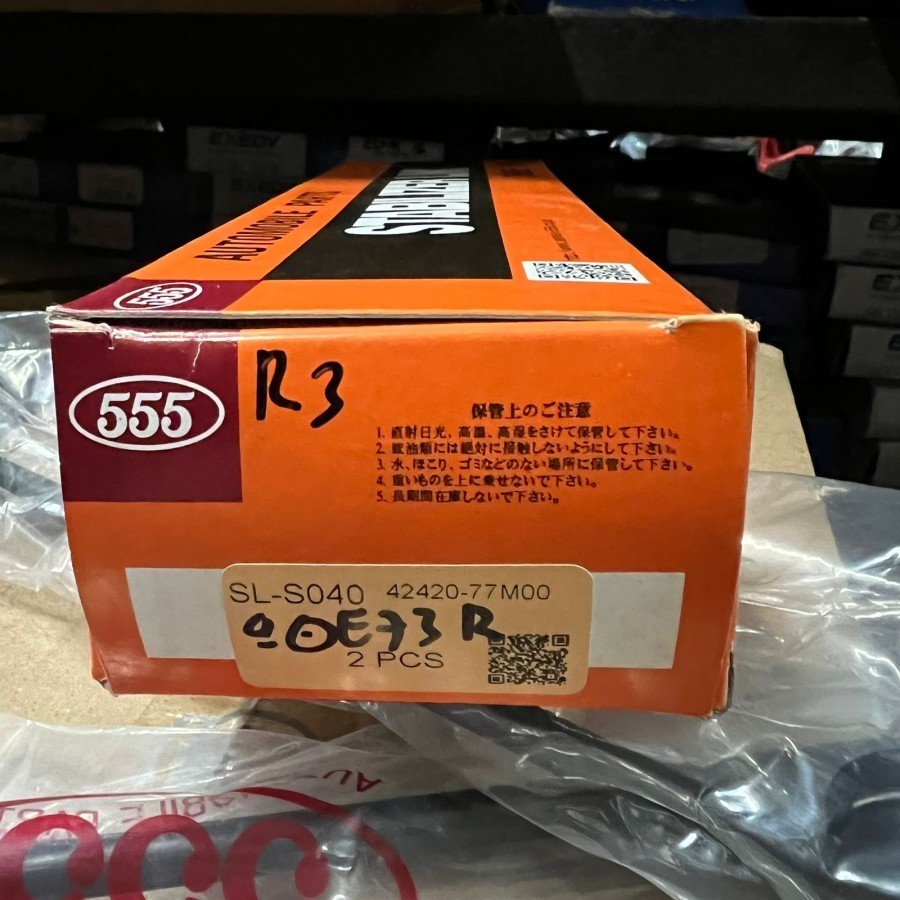 EXEDY
AUTOMOBILE PARTS
STABILIZER
555
555
R3
保管上のご注意
1. 直射日光、高温、高湿をさけて保管して下さい。
2. 鉱油類には絶対に接触しないようにして下さい。
3. 水、ほこり、ゴミなどのない場所に保管して下さい。
4. 重いものを上に乗せないで下さい。
5. 長期間在庫しないで下さい。
SL-S040 42420-77M00
2 PCS
555